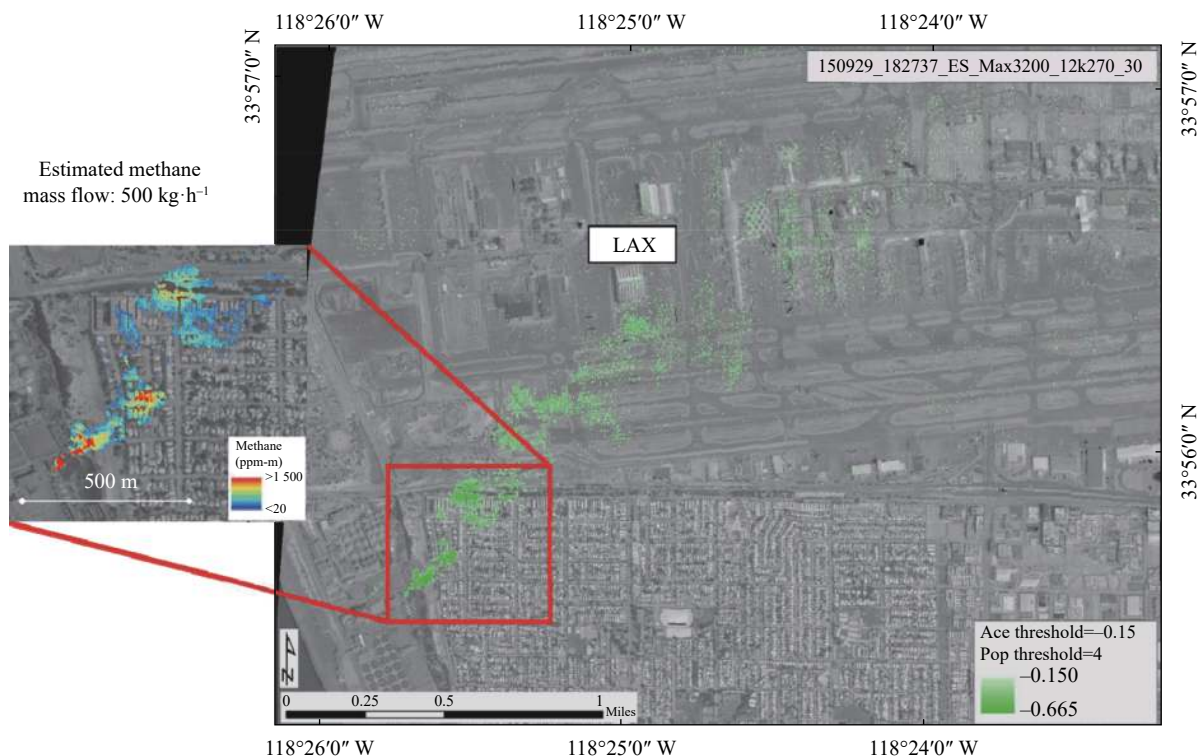 118°26′0″ W 118°25′0″ W 118°24′0″ W
33°57′0″ N
33°57′0″ N
150929_182737_ES_Max3200_12k270_30
Estimated methane
mass flow: 500 kg·h⁻¹
LAX
Methane
(ppm-m)
>1 500
<20
500 m
33°56′0″ N
Ace threshold=−0.15
Pop threshold=4
−0.150
−0.665
0 0.25 0.5 1
Miles
118°26′0″ W 118°25′0″ W 118°24′0″ W